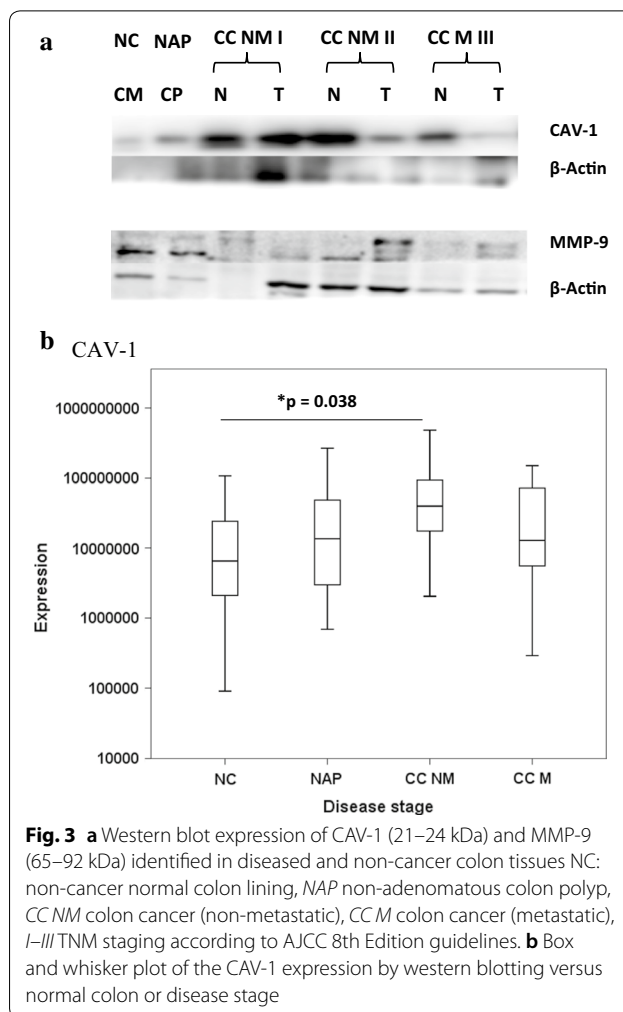 a
NC NAP CC NM I CC NM II CC M III
CM CP N T N T N T
CAV-1
β-Actin
MMP-9
β-Actin
b CAV-1
*p = 0.038
1000000000
100000000
10000000
1000000
100000
10000
Expression
NC NAP CC NM CC M
Disease stage
Fig. 3 a Western blot expression of CAV-1 (21–24 kDa) and MMP-9
(65–92 kDa) identified in diseased and non-cancer colon tissues NC:
non-cancer normal colon lining, NAP non-adenomatous colon polyp,
CC NM colon cancer (non-metastatic), CC M colon cancer (metastatic),
I–III TNM staging according to AJCC 8th Edition guidelines. b Box
and whisker plot of the CAV-1 expression by western blotting versus
normal colon or disease stage